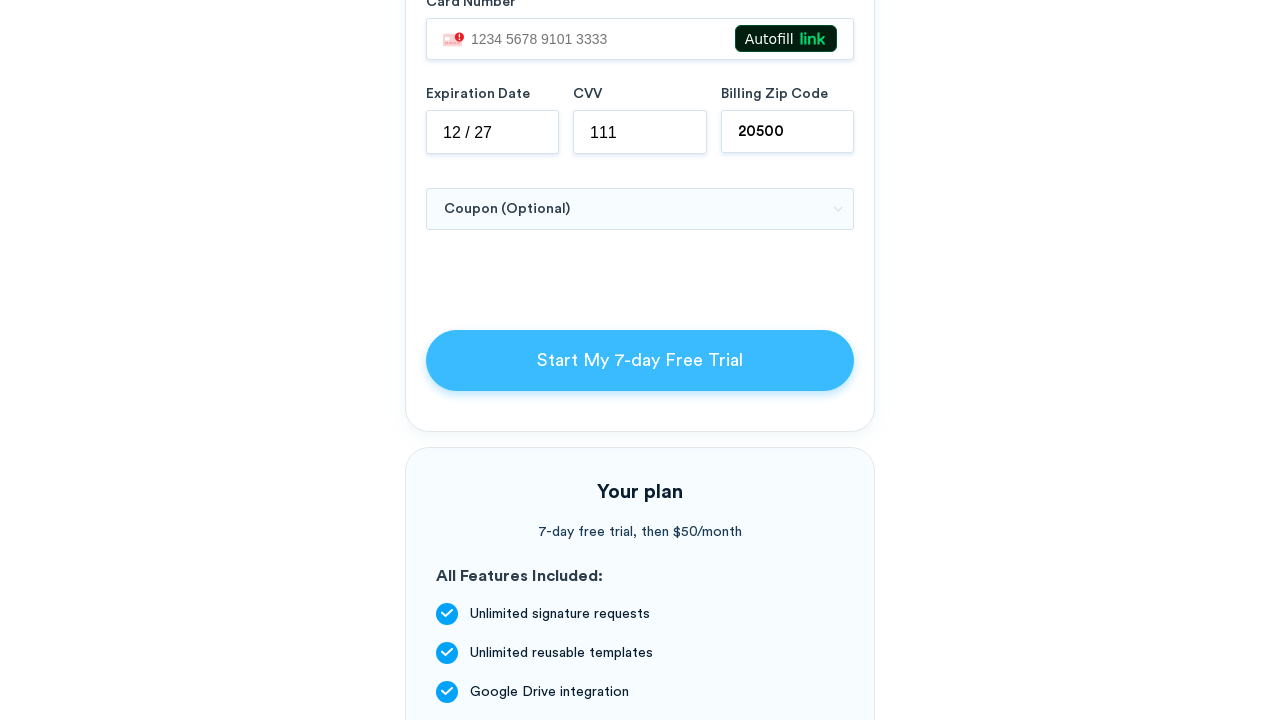 Card Number
1234 5678 9101 3333
Autofill link
Expiration Date CVV Billing Zip Code
12 / 27 111 20500
Coupon (Optional)
Start My 7-day Free Trial
Your plan
7-day free trial, then $50/month
All Features Included:
Unlimited signature requests
Unlimited reusable templates
Google Drive integration